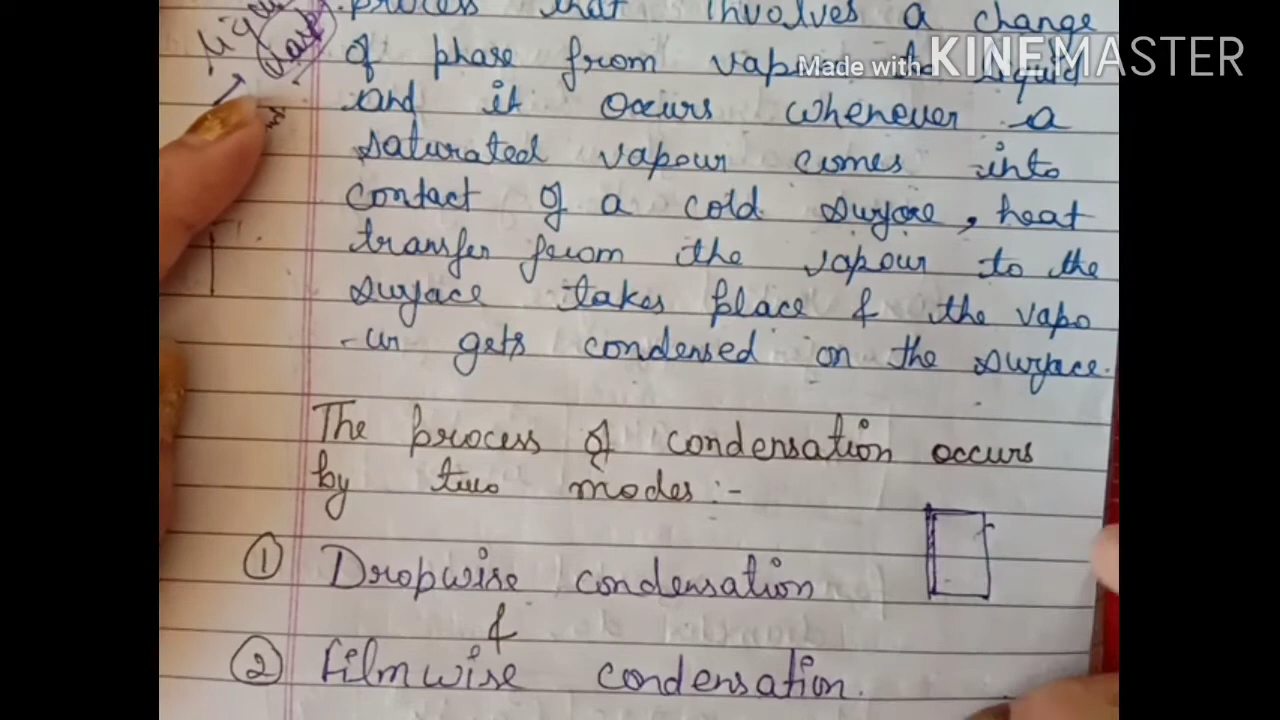 process that involves a change
of phase from vapour to liquid
and it occurs whenever a
saturated vapour comes into
contact of a cold surface, heat
transfer from the vapour to the
surface takes place & the vapo
-ur gets condensed on the surface.
The process of condensation occurs
by two modes :-
① Dropwise condensation
&
② filmwise condensation.
Made with KINEMASTER